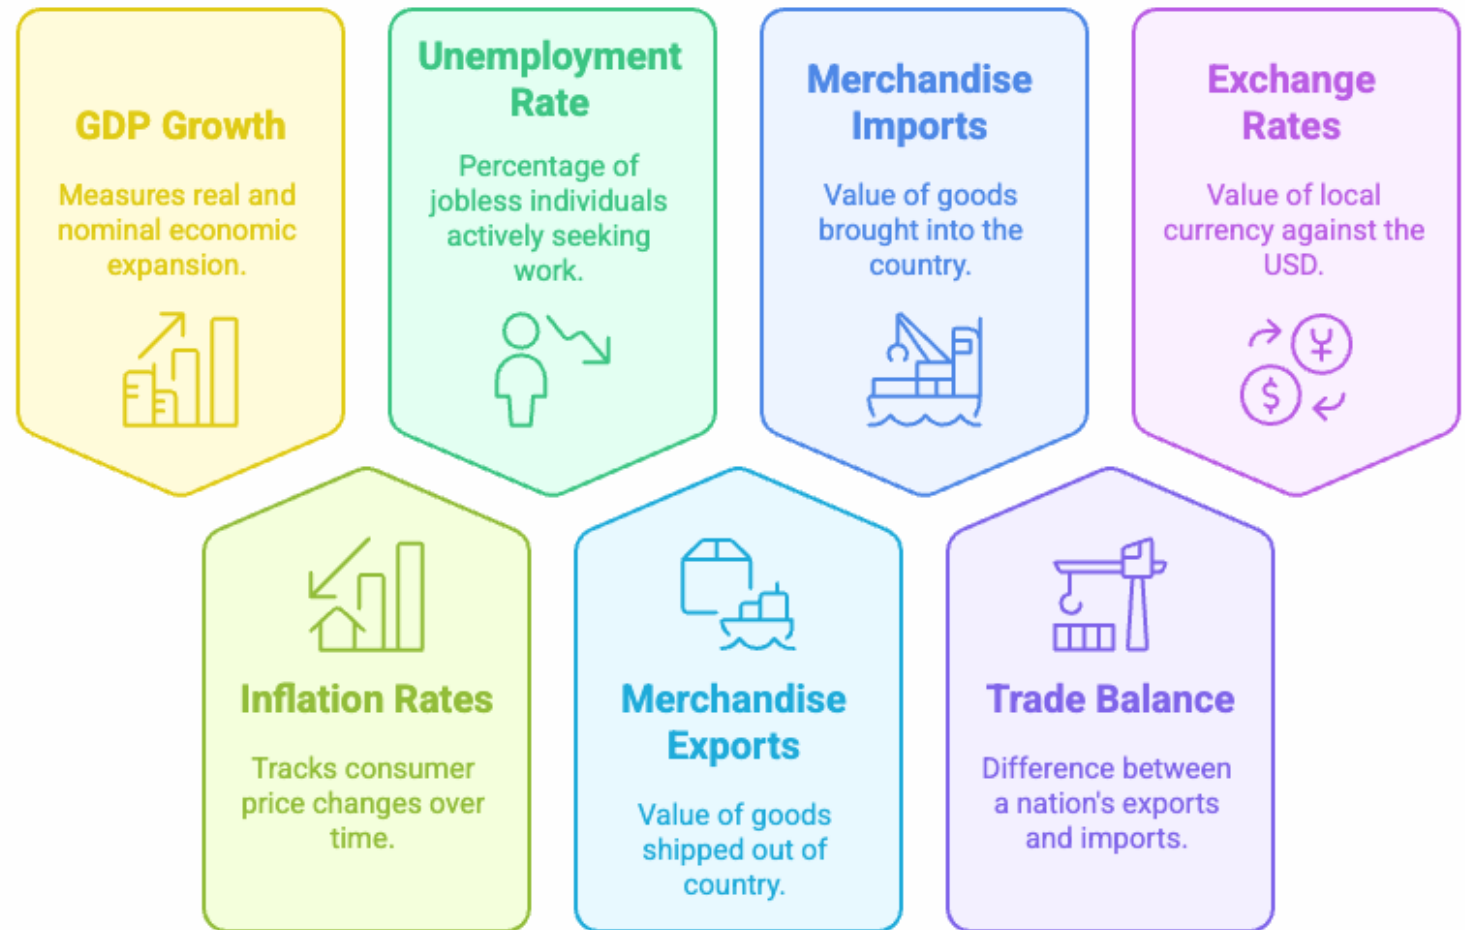 GDP Growth
Measures real and
nominal economic
expansion.
Unemployment
Rate
Percentage of
jobless individuals
actively seeking
work.
Merchandise
Imports
Value of goods
brought into the
country.
Exchange
Rates
Value of local
currency against the
USD.
¥
$
Inflation Rates
Tracks consumer
price changes over
time.
Merchandise
Exports
Value of goods
shipped out of
country.
Trade Balance
Difference between
a nation's exports
and imports.